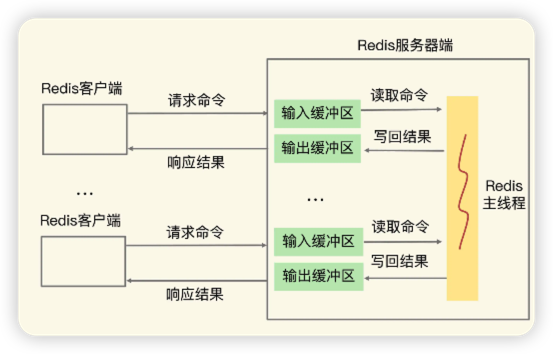 Redis服务器端
Redis客户端
请求命令
输入缓冲区
读取命令
响应结果
输出缓冲区
写回结果
...
...
Redis
主线程
Redis客户端
请求命令
输入缓冲区
读取命令
响应结果
输出缓冲区
写回结果